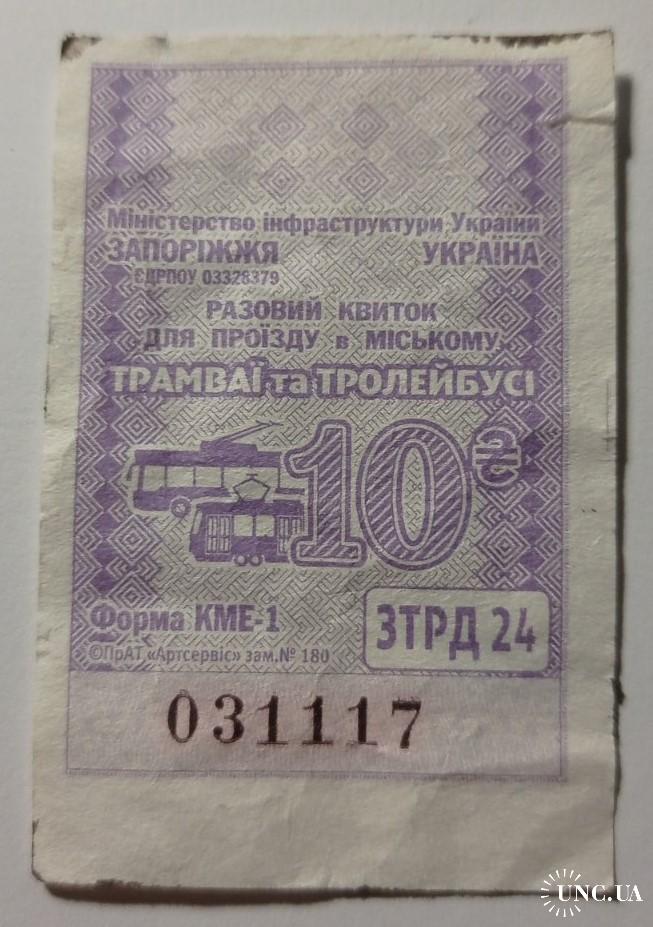 Міністерство інфраструктури України
ЗАПОРІЖЖЯ УКРАЇНА
ЄДРПОУ 03328379
РАЗОВИЙ КВИТОК
ДЛЯ ПРОЇЗДУ в МІСЬКОМУ
ТРАМВАЇ та ТРОЛЕЙБУСІ
10 ₴
Форма КМЕ-1
ЗТРД 24
©ПрАТ „Артсервіс» зам.№ 180
031117
UNC.UA